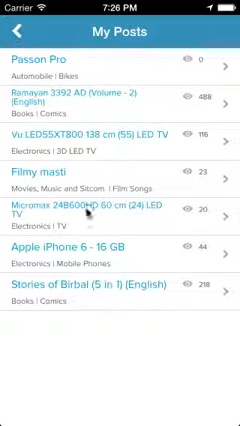 Carrier 7:26 PM
My Posts
Passon Pro 0
Automobile | Bikes
Ramayan 3392 AD (Volume - 2) 488
(English)
Books | Comics
Vu LED55XT800 138 cm (55) LED TV 116
Electronics | 3D LED TV
Filmy masti 23
Movies, Music and Sitcom | Film Songs
Micromax 24B600HD 60 cm (24) LED 20
TV
Electronics | TV
Apple iPhone 6 - 16 GB 44
Electronics | Mobile Phones
Stories of Birbal (5 in 1) (English) 218
Books | Comics